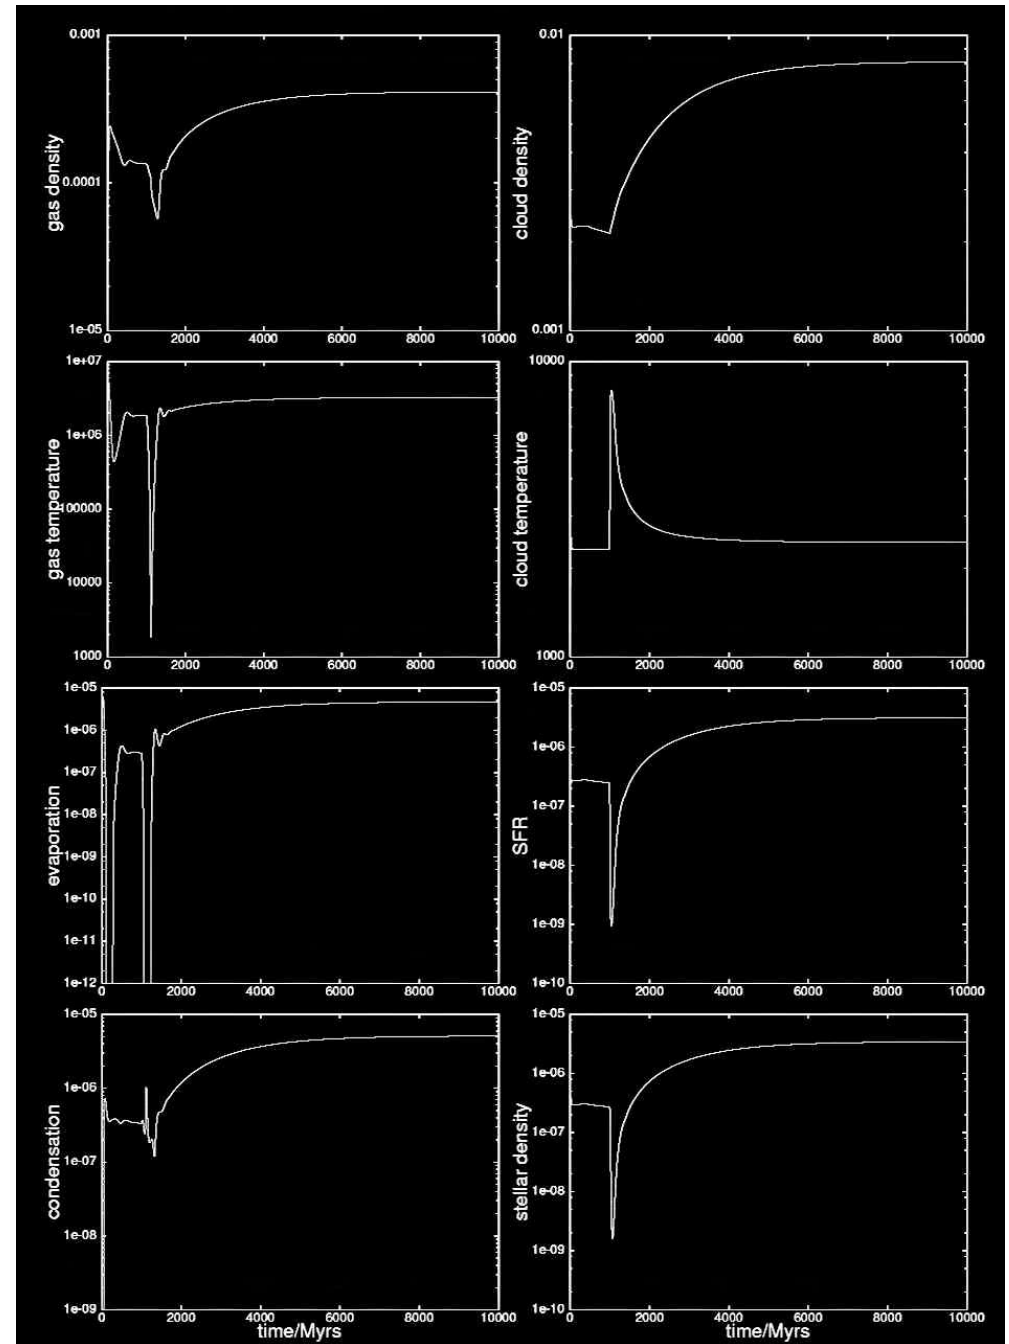 0.001
gas density
0.0001
1e-05
0 2000 4000 6000 8000 10000
0.01
cloud density
0.001
0 2000 4000 6000 8000 10000
1e+07
1e+06
gas temperature
100000
10000
1000
0 2000 4000 6000 8000 10000
10000
cloud temperature
1000
0 2000 4000 6000 8000 10000
1e-05
1e-06
1e-07
1e-08
evaporation
1e-09
1e-10
1e-11
1e-12
0 2000 4000 6000 8000 10000
1e-05
1e-06
1e-07
SFR
1e-08
1e-09
1e-10
0 2000 4000 6000 8000 10000
1e-05
1e-06
condensation
1e-07
1e-08
1e-09
0 2000 4000 6000 8000 10000
time/Myrs
1e-05
1e-06
1e-07
stellar density
1e-08
1e-09
1e-10
0 2000 4000 6000 8000 10000
time/Myrs